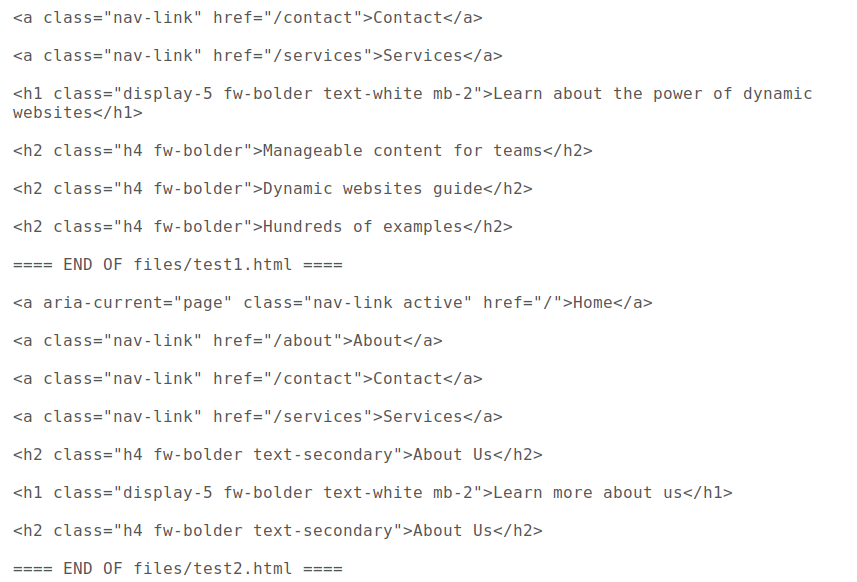 <a class="nav-link" href="/contact">Contact</a>
<a class="nav-link" href="/services">Services</a>
<h1 class="display-5 fw-bolder text-white mb-2">Learn about the power of dynamic
websites</h1>
<h2 class="h4 fw-bolder">Manageable content for teams</h2>
<h2 class="h4 fw-bolder">Dynamic websites guide</h2>
<h2 class="h4 fw-bolder">Hundreds of examples</h2>
==== END OF files/test1.html ====
<a aria-current="page" class="nav-link active" href="/">Home</a>
<a class="nav-link" href="/about">About</a>
<a class="nav-link" href="/contact">Contact</a>
<a class="nav-link" href="/services">Services</a>
<h2 class="h4 fw-bolder text-secondary">About Us</h2>
<h1 class="display-5 fw-bolder text-white mb-2">Learn more about us</h1>
<h2 class="h4 fw-bolder text-secondary">About Us</h2>
==== END OF files/test2.html ====